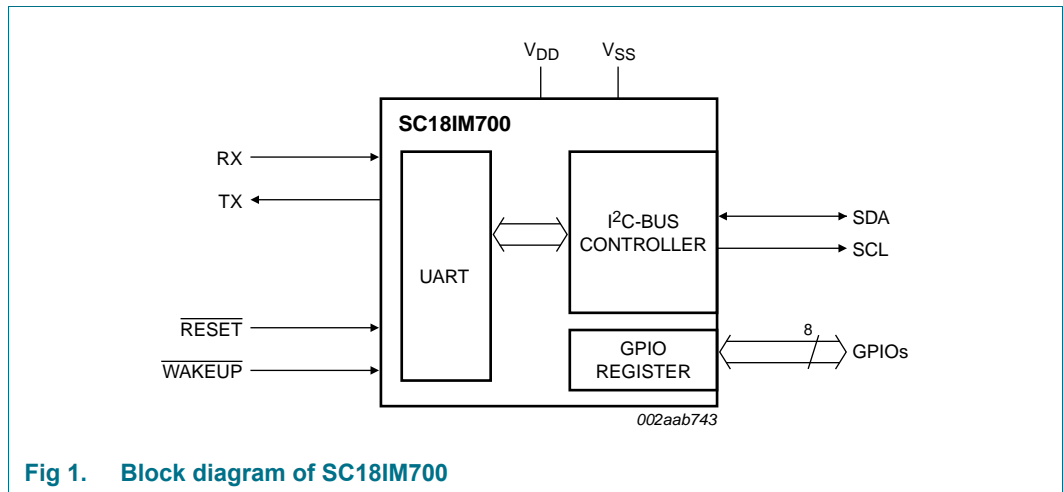 VDD VSS
SC18IM700
RX
TX
UART
I2C-BUS
CONTROLLER
SDA
SCL
RESET
WAKEUP
GPIO
REGISTER
8
GPIOs
002aab743
Fig 1. Block diagram of SC18IM700